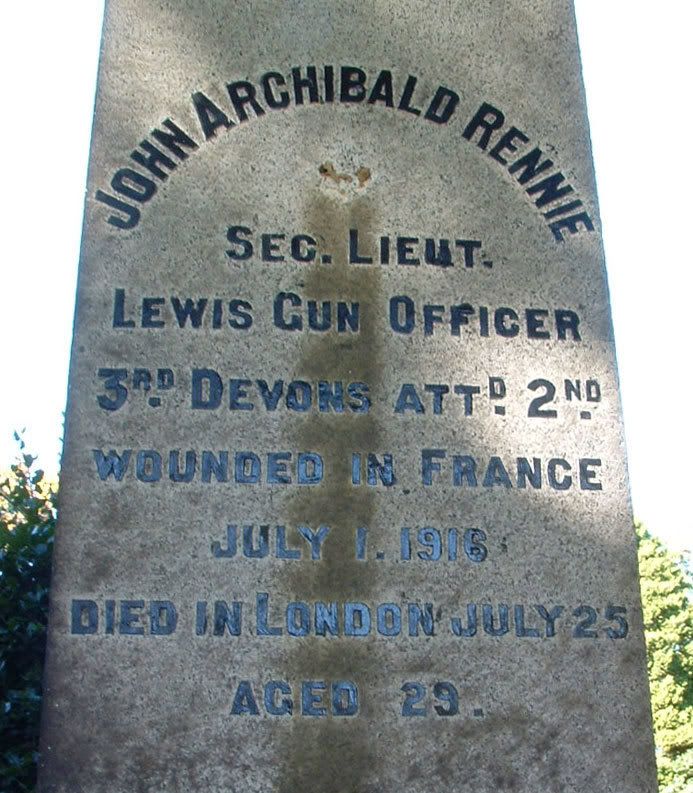 JOHN ARCHIBALD RENNIE
SEC. LIEUT.
LEWIS GUN OFFICER
3RD. DEVONS ATTD. 2ND.
WOUNDED IN FRANCE
JULY 1. 1916
DIED IN LONDON JULY 25
AGED 29.